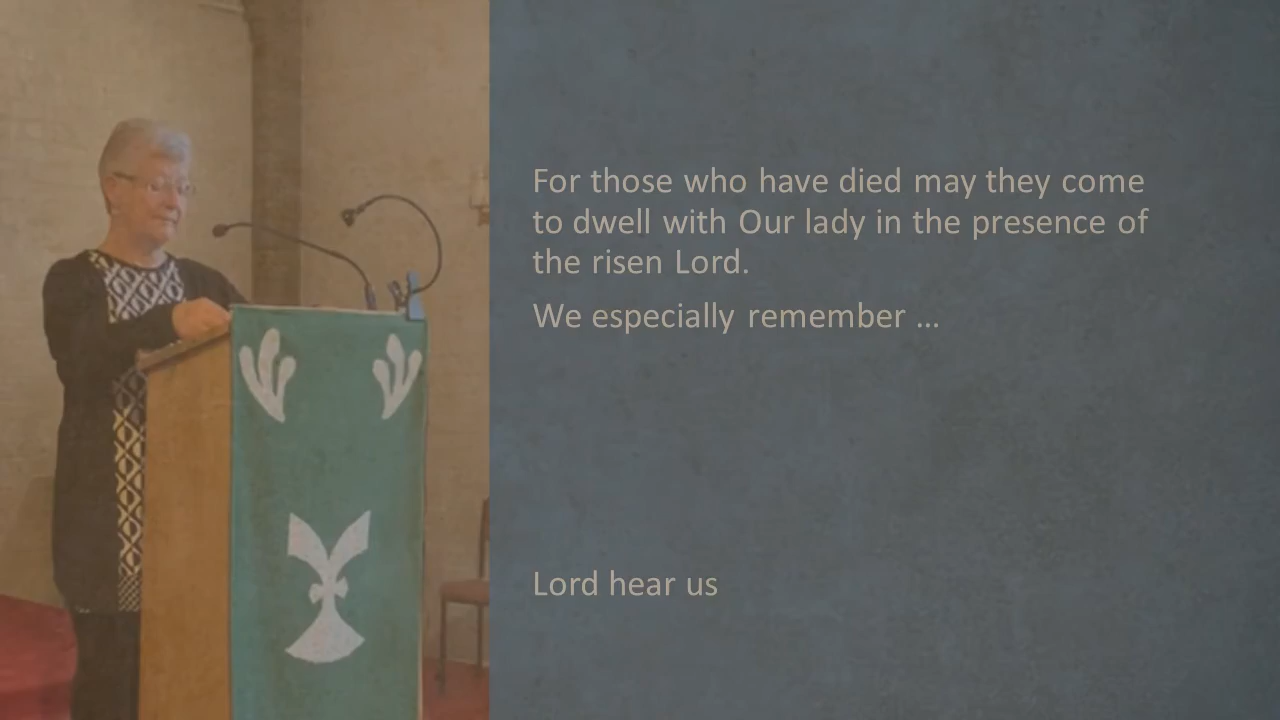 For those who have died may they come
to dwell with Our lady in the presence of
the risen Lord.
We especially remember ...
Lord hear us